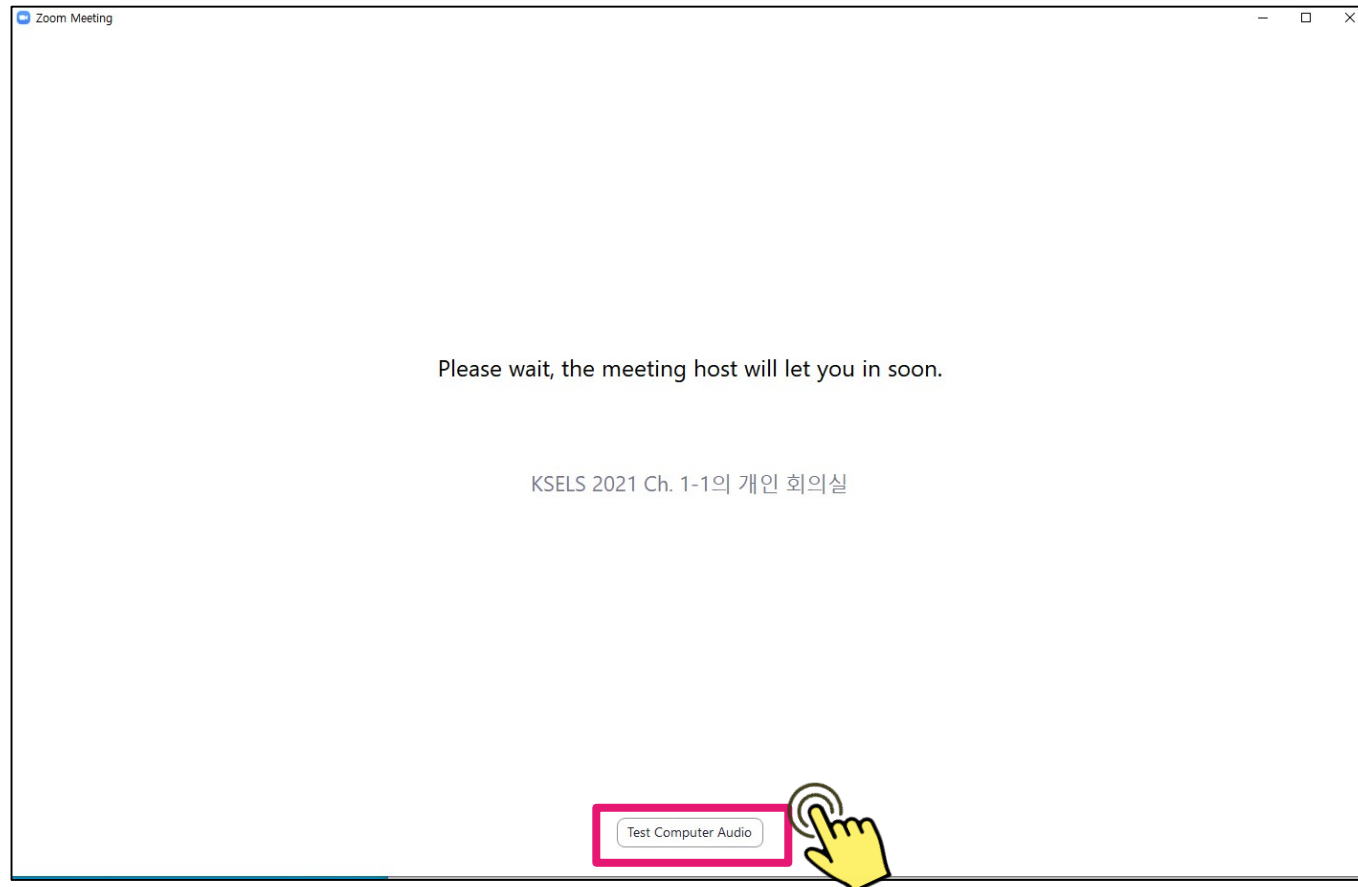 Zoom Meeting
Please wait, the meeting host will let you in soon.
KSELS 2021 Ch. 1-1의 개인 회의실
Test Computer Audio